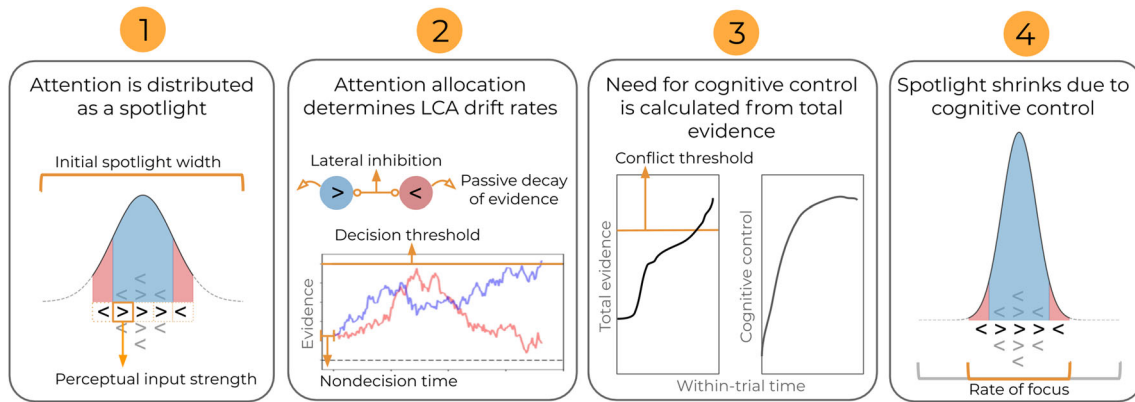 1
Attention is distributed
as a spotlight
Initial spotlight width
<
< > <
< > > > <
< > <
<
Perceptual input strength
2
Attention allocation
determines LCA drift rates
Lateral inhibition
> <
Passive decay
of evidence
Decision threshold
Evidence
Nondecision time
3
Need for cognitive control
is calculated from total
evidence
Conflict threshold
Total evidence
Cognitive control
Within-trial time
4
Spotlight shrinks due to
cognitive control
<
< > <
< > > > <
< > <
<
Rate of focus